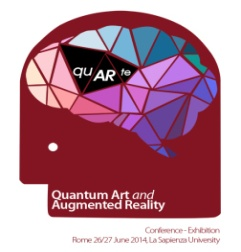 quARte
Quantum Art and
Augmented Reality
Conference - Exhibition
Rome 26/27 June 2014, La Sapienza University